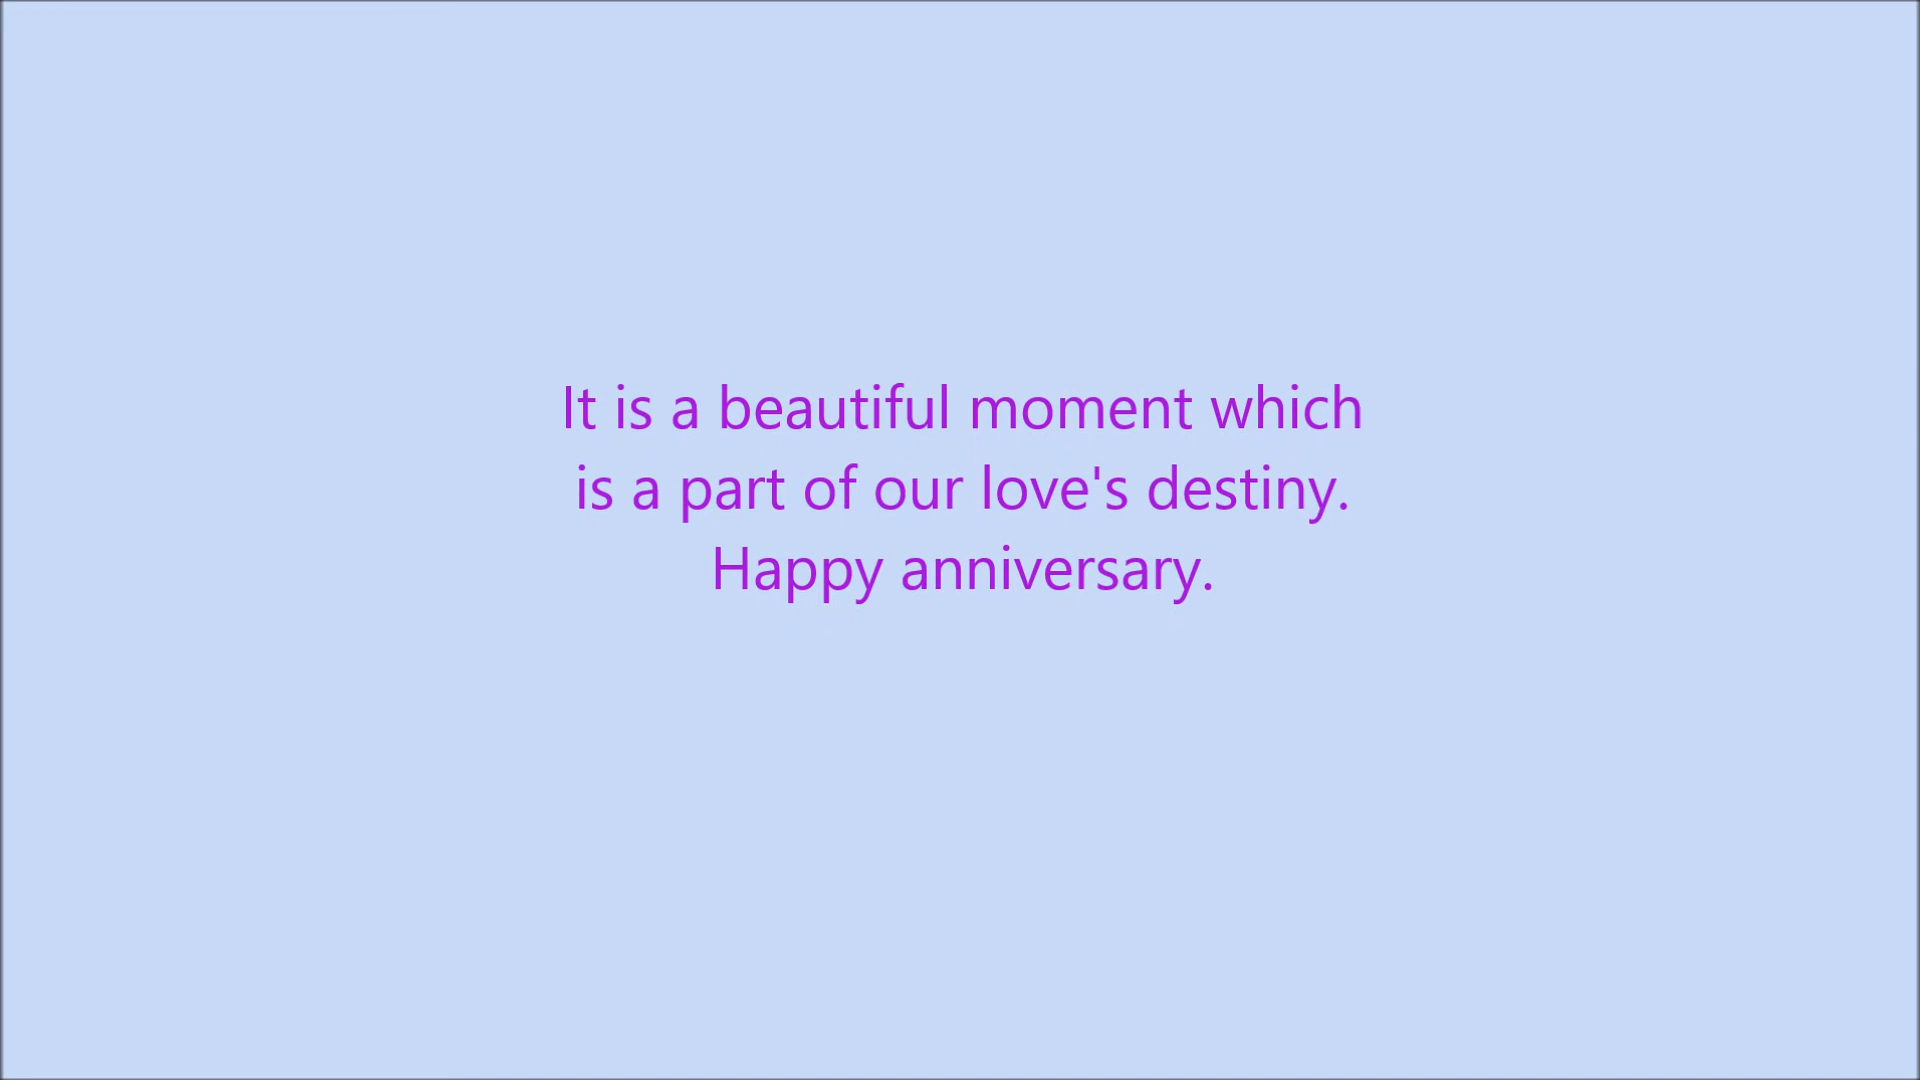 It is a beautiful moment which
is a part of our love's destiny.
Happy anniversary.